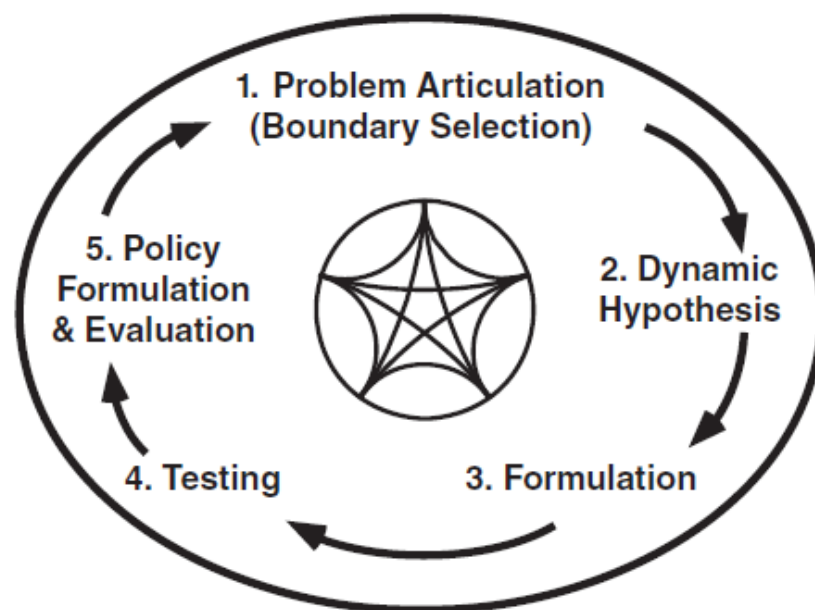 1. Problem Articulation
(Boundary Selection)
2. Dynamic
Hypothesis
3. Formulation
4. Testing
5. Policy
Formulation
& Evaluation